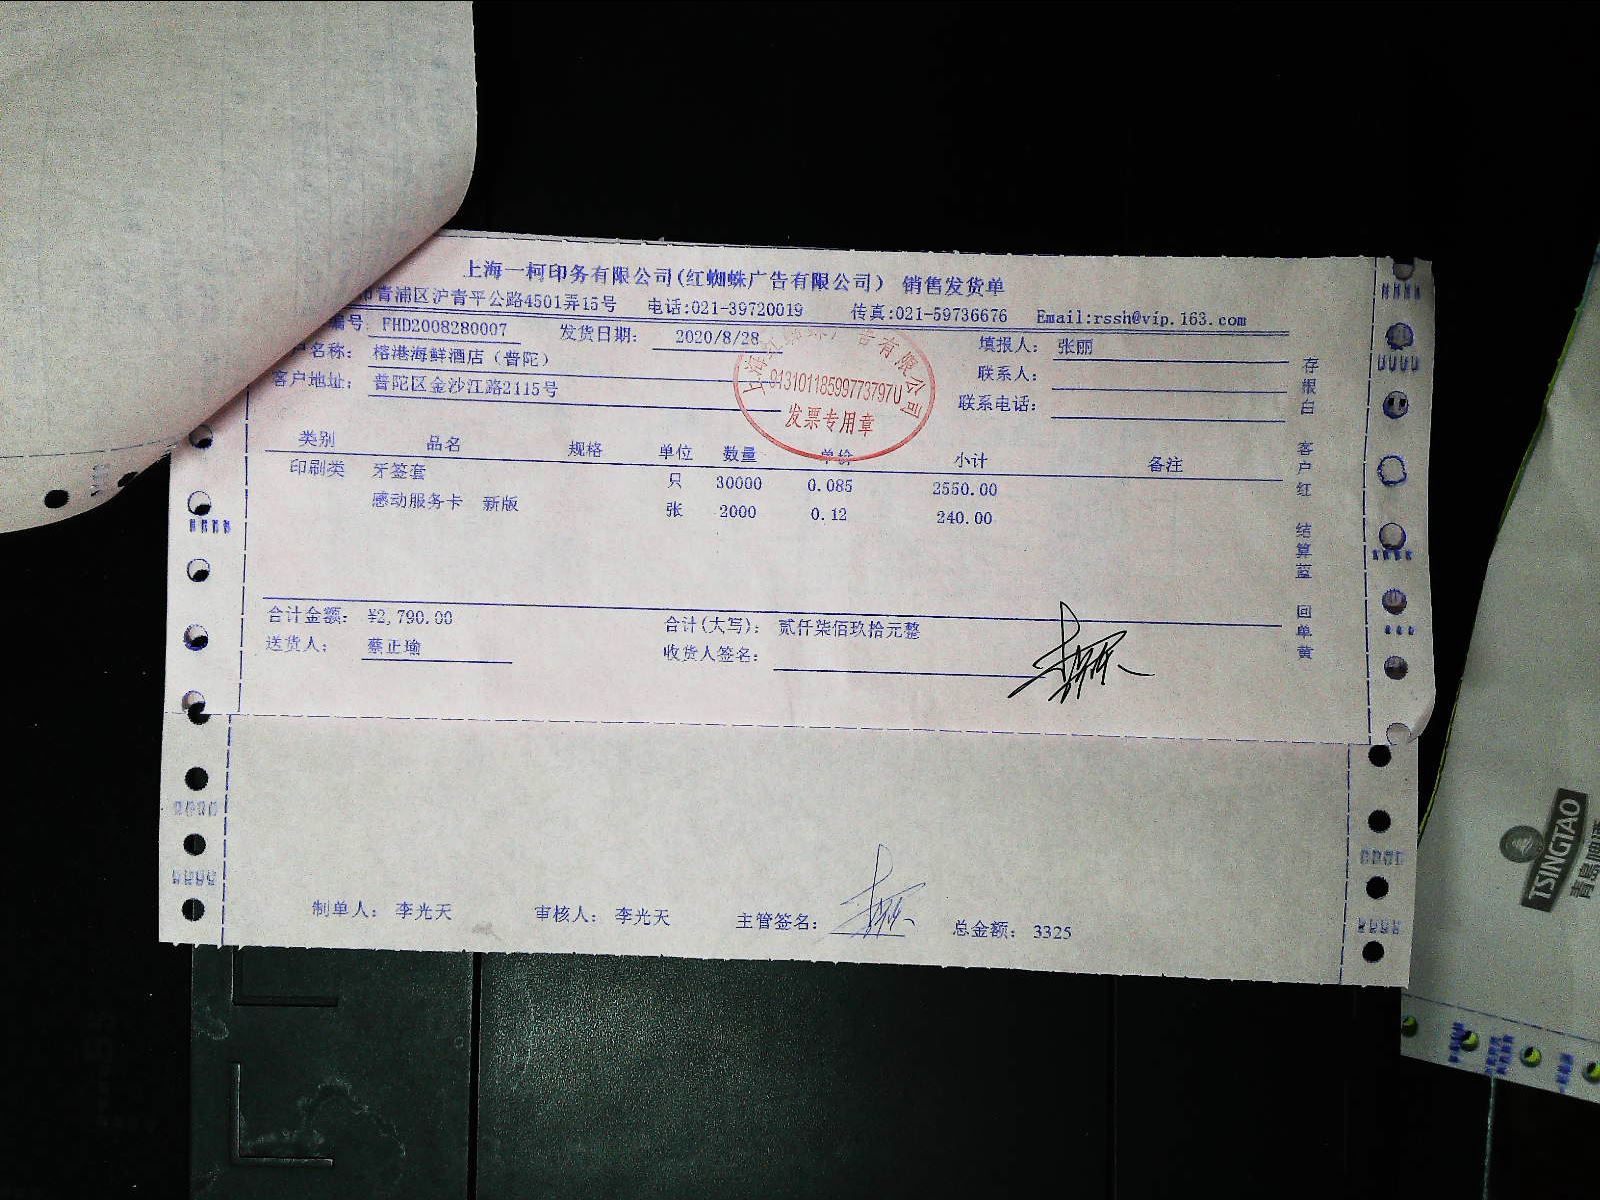 上海一柯印务有限公司(红蜘蛛广告有限公司) 销售发货单
青浦区沪青平公路4501弄15号 电话:021-39720019 传真:021-59736676 Email:rssh@vip.163.com
编号: FHD2008280007 发货日期: 2020/8/28 填报人: 张丽
户名称: 榕港海鲜酒店（普陀） 联系人:
客户地址: 普陀区金沙江路2115号 联系电话:
广告有限公司
91310118599773797U
发票专用章
类别 品名 规格 单位 数量 单价 小计 备注
印刷类 牙签套 只 30000 0.085 2550.00
感动服务卡 新版 张 2000 0.12 240.00
合计金额: ¥2,790.00 合计(大写): 贰仟柒佰玖拾元整
送货人: 蔡正瑜 收货人签名:
存根白 客户红 结算蓝 回单黄
制单人: 李光天 审核人: 李光天 主管签名: 总金额: 3325
TSINGTAO
青島啤酒